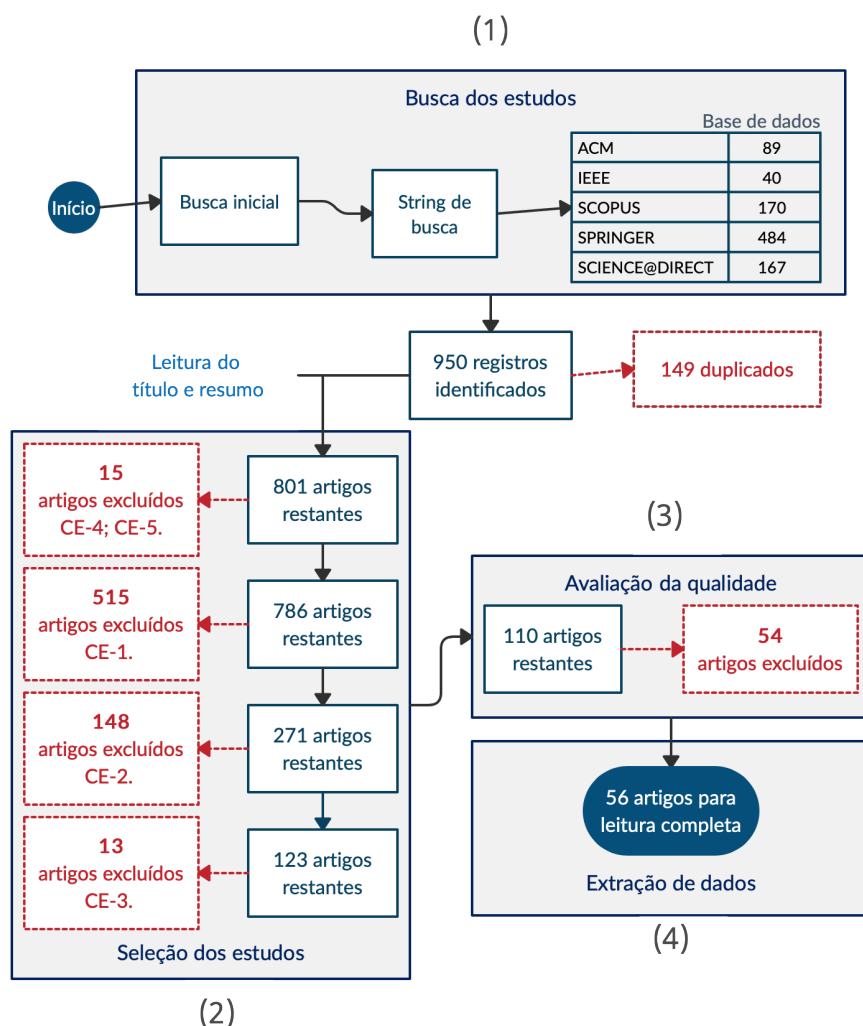 (1)
Busca dos estudos
Base de dados
Início
Busca inicial
String de
busca
ACM 89
IEEE 40
SCOPUS 170
SPRINGER 484
SCIENCE@DIRECT 167
Leitura do
título e resumo
950 registros
identificados
149 duplicados
15
artigos excluídos
CE-4; CE-5.
801 artigos
restantes
515
artigos excluídos
CE-1.
786 artigos
restantes
148
artigos excluídos
CE-2.
271 artigos
restantes
13
artigos excluídos
CE-3.
123 artigos
restantes
Seleção dos estudos
(2)
(3)
Avaliação da qualidade
110 artigos
restantes
54
artigos excluídos
56 artigos para
leitura completa
Extração de dados
(4)